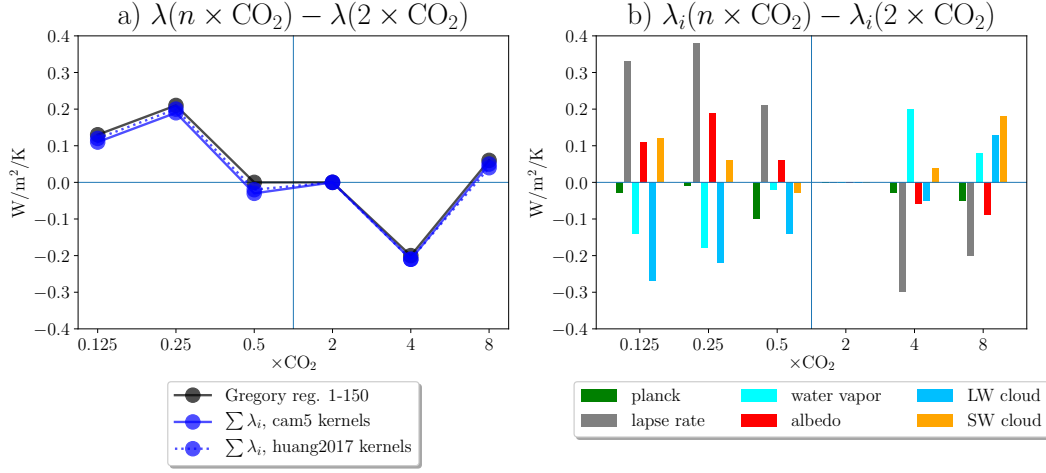 a) λ(n × CO₂) − λ(2 × CO₂)
0.4
0.3
0.2
0.1
0.0
−0.1
−0.2
−0.3
−0.4
W/m²/K
0.125
0.25
0.5
2
4
8
×CO₂
Gregory reg. 1-150
∑ λᵢ, cam5 kernels
∑ λᵢ, huang2017 kernels
b) λᵢ(n × CO₂) − λᵢ(2 × CO₂)
0.4
0.3
0.2
0.1
0.0
−0.1
−0.2
−0.3
−0.4
W/m²/K
0.125
0.25
0.5
2
4
8
×CO₂
planck
lapse rate
water vapor
albedo
LW cloud
SW cloud